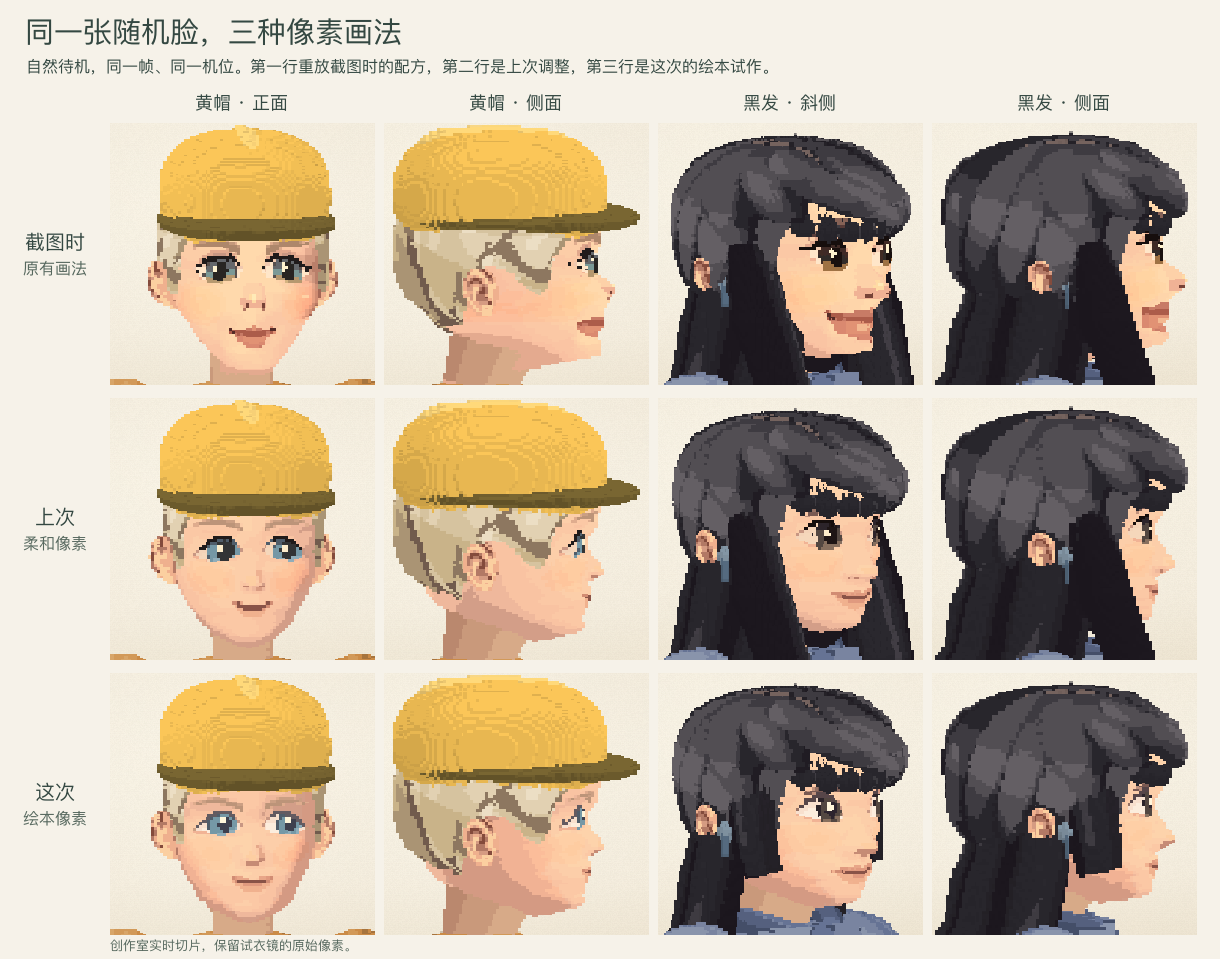 同一张随机脸，三种像素画法
自然待机，同一帧、同一机位。第一行重放截图时的配方，第二行是上次调整，第三行是这次的绘本试作。
黄帽 · 正面
黄帽 · 侧面
黑发 · 斜侧
黑发 · 侧面
截图时
原有画法
上次
柔和像素
这次
绘本像素
创作室实时切片，保留试衣镜的原始像素。